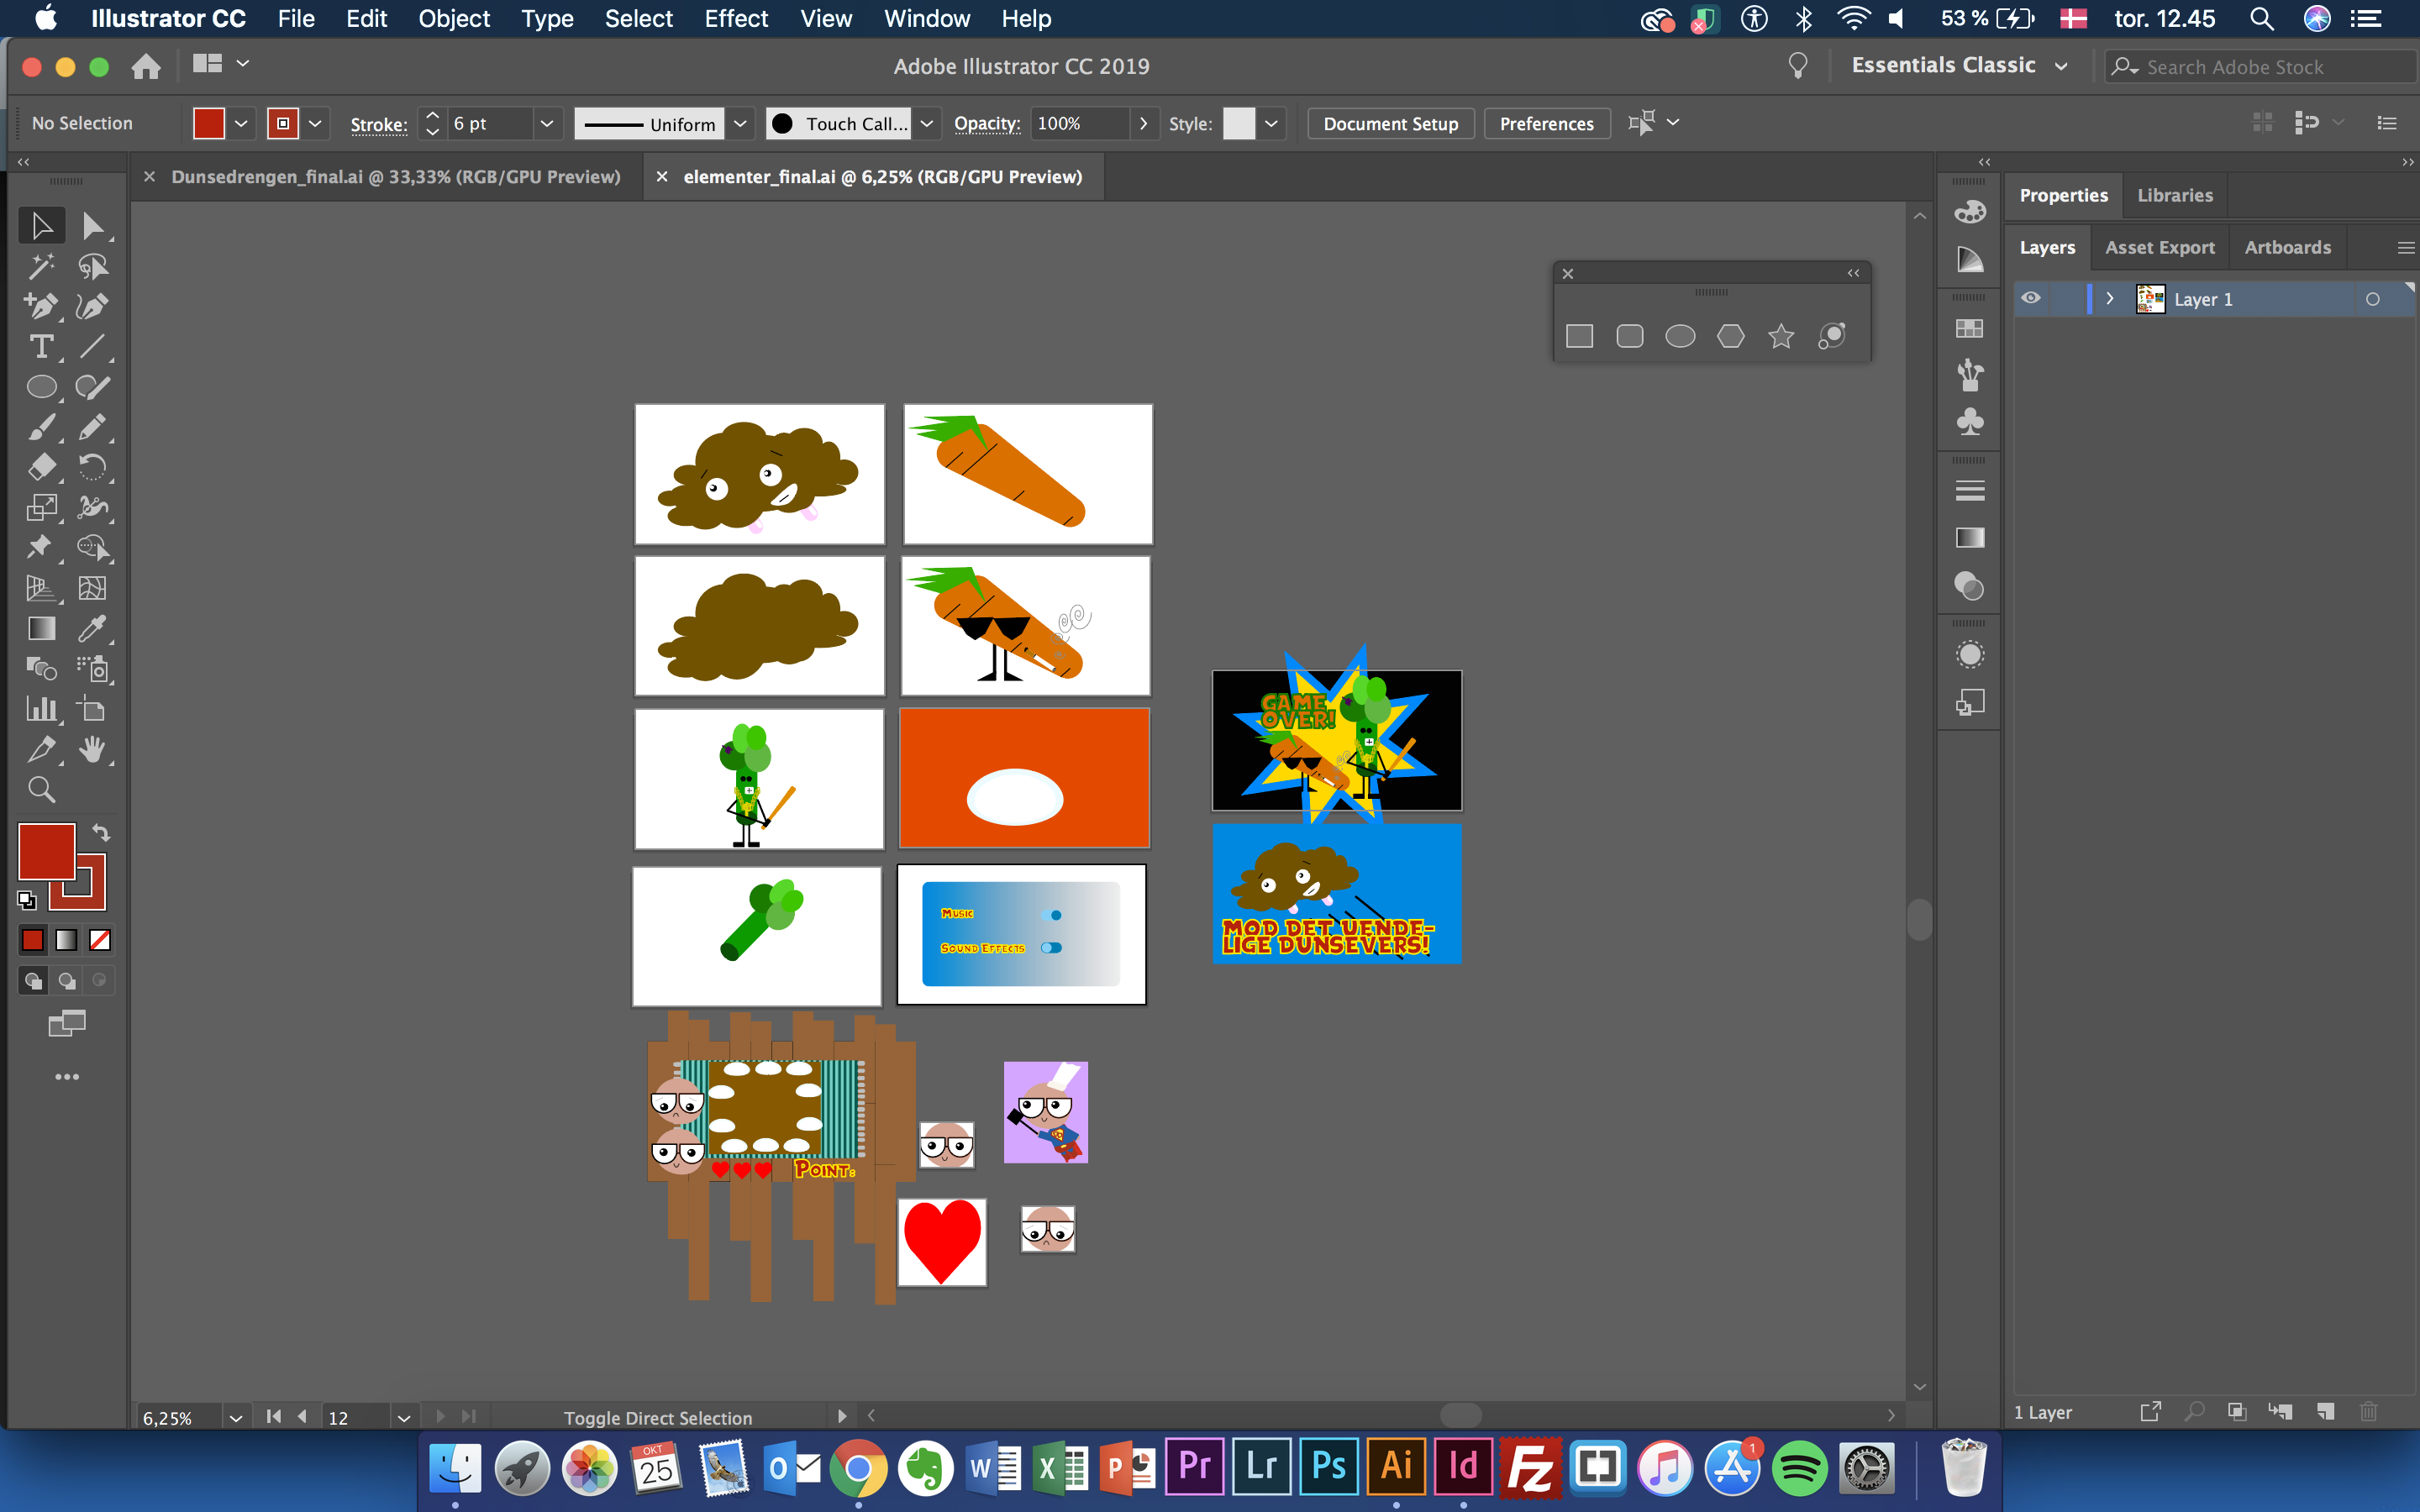 Illustrator CC File Edit Object Type Select Effect View Window Help 53 % tor. 12.45
Adobe Illustrator CC 2019 Essentials Classic Search Adobe Stock
No Selection Stroke: 6 pt Uniform Touch Call... Opacity: 100% Style: Document Setup Preferences
Dunsedrengen_final.ai @ 33,33% (RGB/GPU Preview) elementer_final.ai @ 6,25% (RGB/GPU Preview)
Properties Libraries
Layers Asset Export Artboards
Layer 1
GAME
OVER!
Music
Sound Effects
MOD DET UENDE-
LIGE DUNSEVERS!
Point:
6,25% 12 Toggle Direct Selection
1 Layer
OKT
25
O
W
X
P
Pr
Lr
Ps
Ai
Id
Fz
1